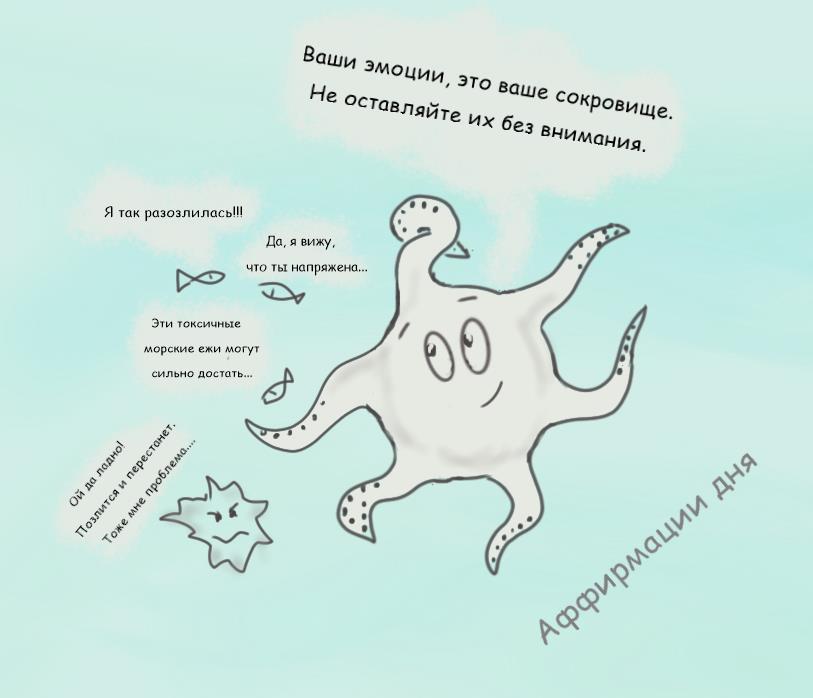 Ваши эмоции, это ваше сокровище.
Не оставляйте их без внимания.
Я так разозлилась!!!
Да, я вижу,
что ты напряжена...
Эти токсичные
морские ежи могут
сильно достать...
Ой да ладно!
Позлится и перестанет.
Тоже мне проблема....
Аффирмации дня